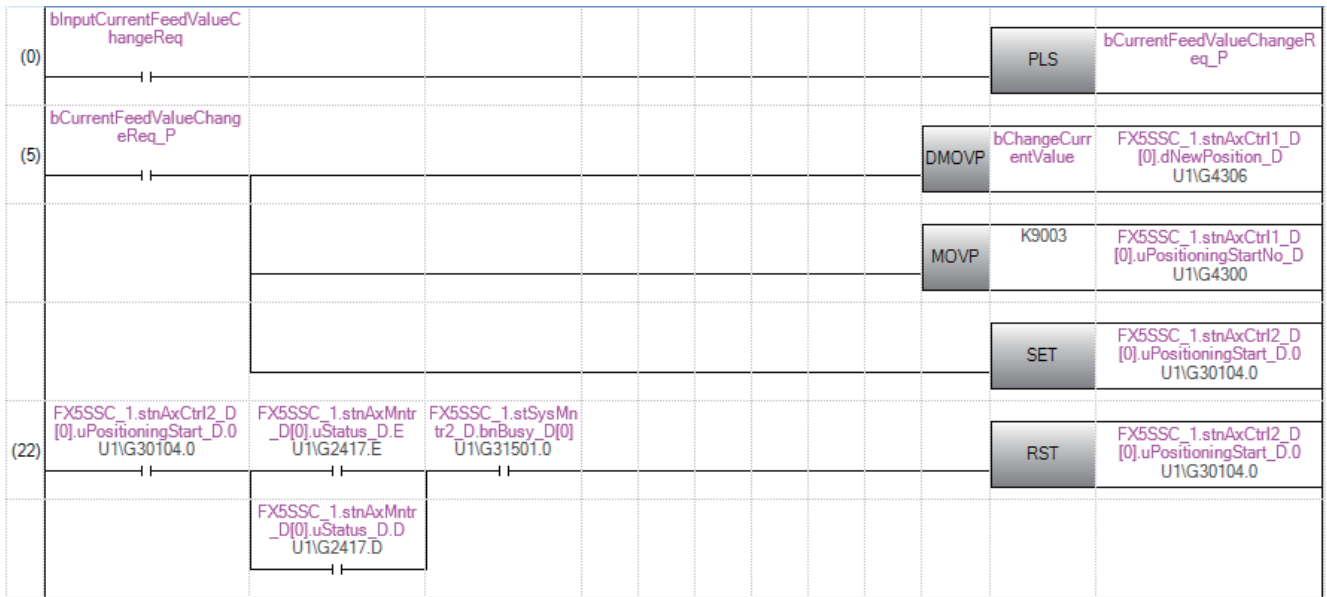 bInputCurrentFeedValueC
hangeReq
(0)
PLS
bCurrentFeedValueChangeR
eq_P
bCurrentFeedValueChang
eReq_P
(5)
DMOVP
bChangeCurr
entValue
FX5SSC_1.stnAxCtrl1_D
[0].dNewPosition_D
U1\G4306
MOVP
K9003
FX5SSC_1.stnAxCtrl1_D
[0].uPositioningStartNo_D
U1\G4300
SET
FX5SSC_1.stnAxCtrl2_D
[0].uPositioningStart_D.0
U1\G30104.0
(22)
FX5SSC_1.stnAxCtrl2_D
[0].uPositioningStart_D.0
U1\G30104.0
FX5SSC_1.stnAxMntr
_D[0].uStatus_D.E
U1\G2417.E
FX5SSC_1.stSysMn
tr2_D.bnBusy_D[0]
U1\G31501.0
RST
FX5SSC_1.stnAxCtrl2_D
[0].uPositioningStart_D.0
U1\G30104.0
FX5SSC_1.stnAxMntr
_D[0].uStatus_D.D
U1\G2417.D